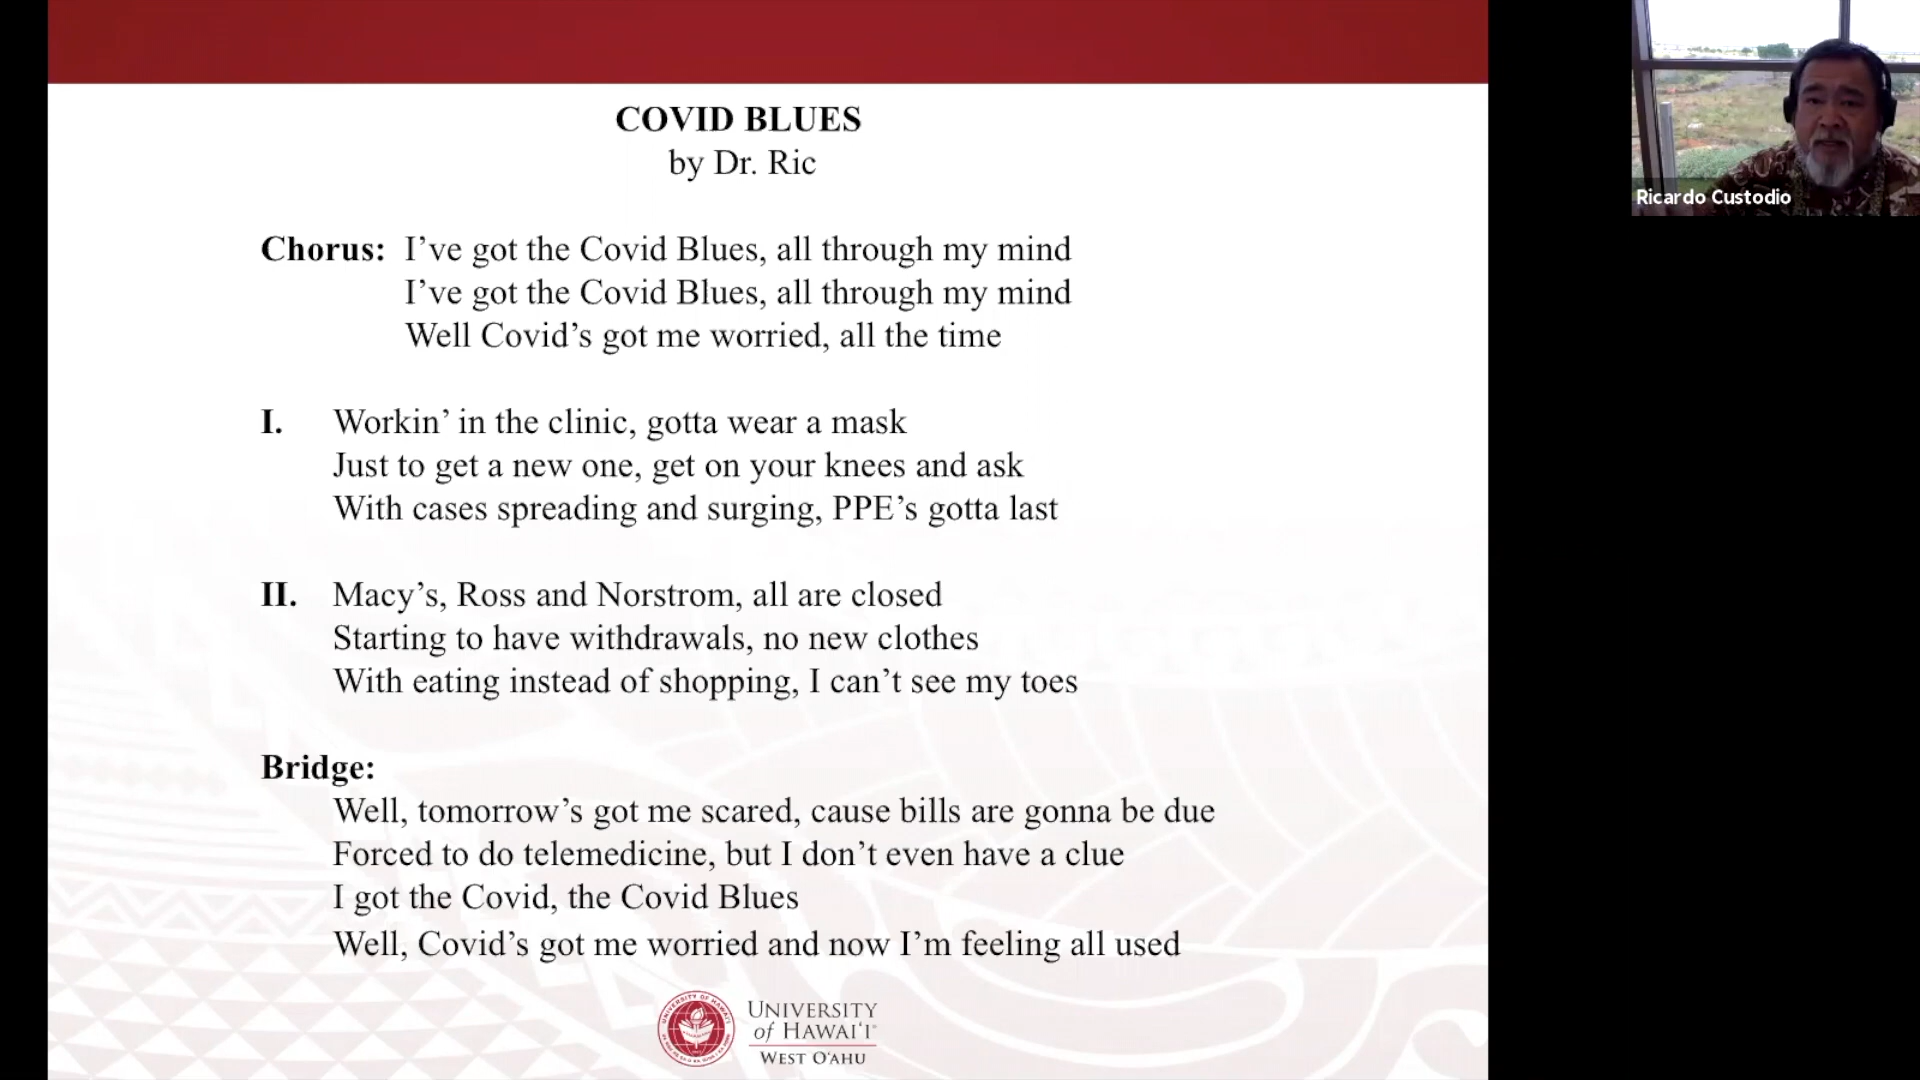 COVID BLUES
by Dr. Ric
Chorus: I’ve got the Covid Blues, all through my mind
I’ve got the Covid Blues, all through my mind
Well Covid’s got me worried, all the time
I. Workin’ in the clinic, gotta wear a mask
Just to get a new one, get on your knees and ask
With cases spreading and surging, PPE’s gotta last
II. Macy’s, Ross and Norstrom, all are closed
Starting to have withdrawals, no new clothes
With eating instead of shopping, I can’t see my toes
Bridge:
Well, tomorrow’s got me scared, cause bills are gonna be due
Forced to do telemedicine, but I don’t even have a clue
I got the Covid, the Covid Blues
Well, Covid’s got me worried and now I’m feeling all used
UNIVERSITY
of HAWAIʻI®
WEST OʻAHU
Ricardo Custodio